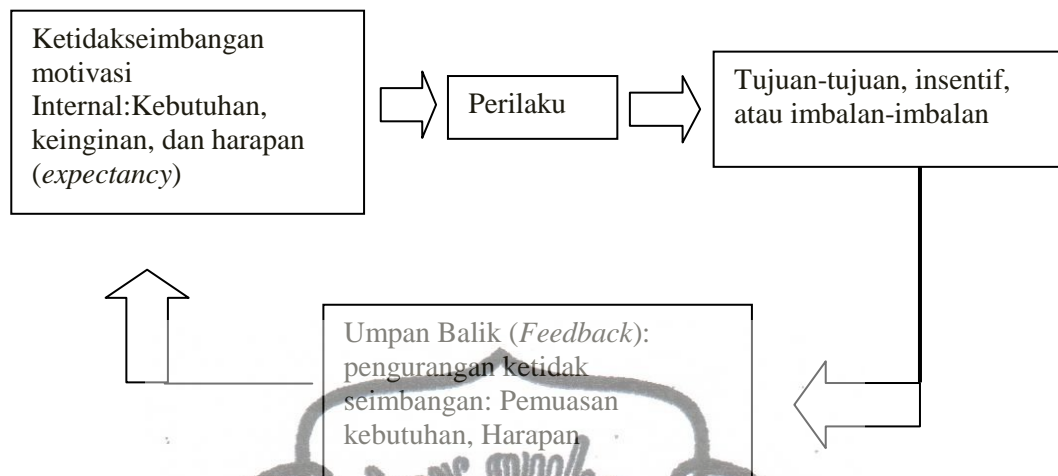 Ketidakseimbangan
motivasi
Internal:Kebutuhan,
keinginan, dan harapan
(expectancy)
Perilaku
Tujuan-tujuan, insentif,
atau imbalan-imbalan
Umpan Balik (Feedback):
pengurangan ketidak
seimbangan: Pemuasan
kebutuhan, Harapan